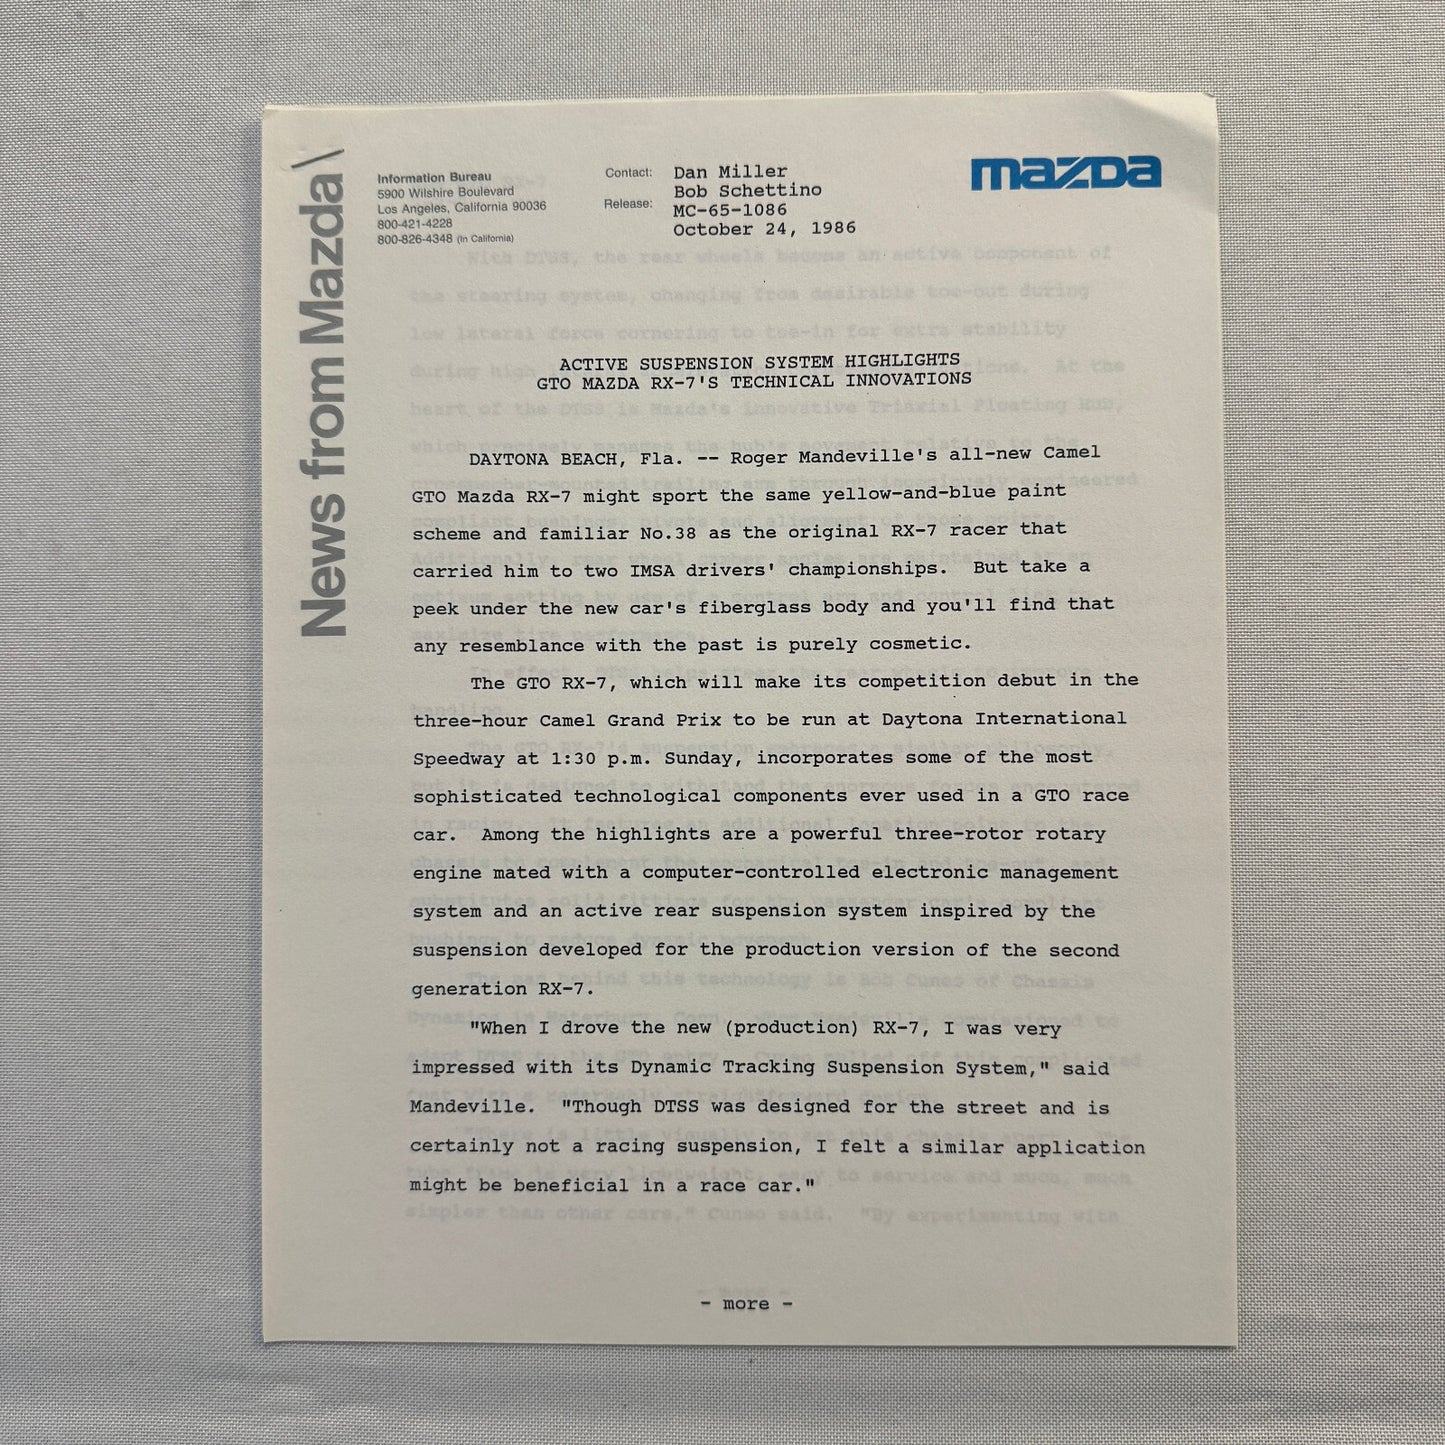 News from Mazda
Information Bureau
5900 Wilshire Boulevard
Los Angeles, California 90036
800-421-4228
800-826-4348 (In California)
Contact: Dan Miller
Bob Schettino
Release: MC-65-1086
October 24, 1986
mazda
ACTIVE SUSPENSION SYSTEM HIGHLIGHTS
GTO MAZDA RX-7'S TECHNICAL INNOVATIONS
DAYTONA BEACH, Fla. -- Roger Mandeville's all-new Camel
GTO Mazda RX-7 might sport the same yellow-and-blue paint
scheme and familiar No.38 as the original RX-7 racer that
carried him to two IMSA drivers' championships. But take a
peek under the new car's fiberglass body and you'll find that
any resemblance with the past is purely cosmetic.
The GTO RX-7, which will make its competition debut in the
three-hour Camel Grand Prix to be run at Daytona International
Speedway at 1:30 p.m. Sunday, incorporates some of the most
sophisticated technological components ever used in a GTO race
car. Among the highlights are a powerful three-rotor rotary
engine mated with a computer-controlled electronic management
system and an active rear suspension system inspired by the
suspension developed for the production version of the second
generation RX-7.
"When I drove the new (production) RX-7, I was very
impressed with its Dynamic Tracking Suspension System," said
Mandeville. "Though DTSS was designed for the street and is
certainly not a racing suspension, I felt a similar application
might be beneficial in a race car."
- more -